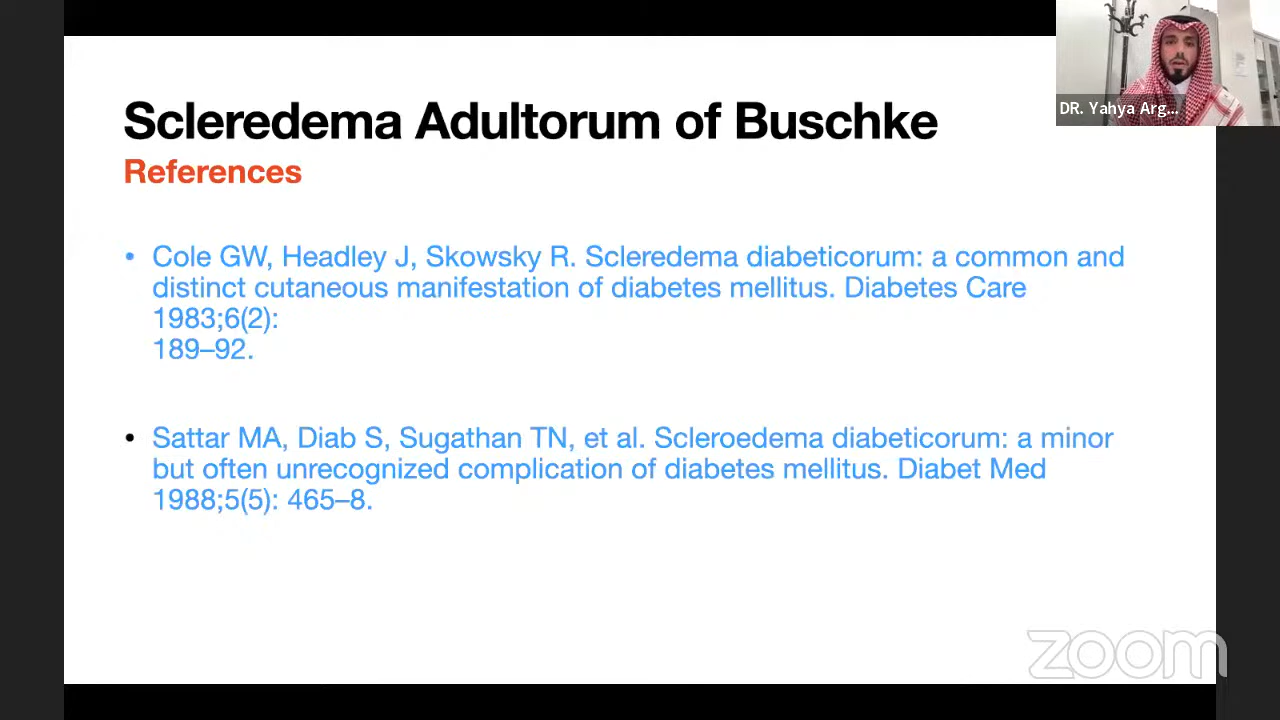 DR. Yahya Arg...
Scleredema Adultorum of Buschke
References
• Cole GW, Headley J, Skowsky R. Scleredema diabeticorum: a common and
distinct cutaneous manifestation of diabetes mellitus. Diabetes Care
1983;6(2):
189–92.
• Sattar MA, Diab S, Sugathan TN, et al. Scleroedema diabeticorum: a minor
but often unrecognized complication of diabetes mellitus. Diabet Med
1988;5(5): 465–8.
zoom